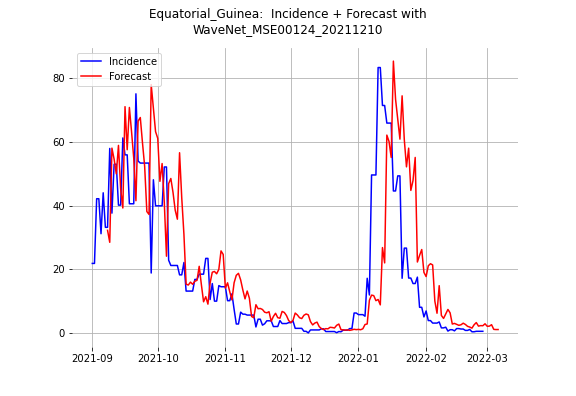 Equatorial_Guinea:  Incidence + Forecast with
WaveNet_MSE00124_20211210
Incidence
Forecast
80
60
40
20
0
2021-09 2021-10 2021-11 2021-12 2022-01 2022-02 2022-03